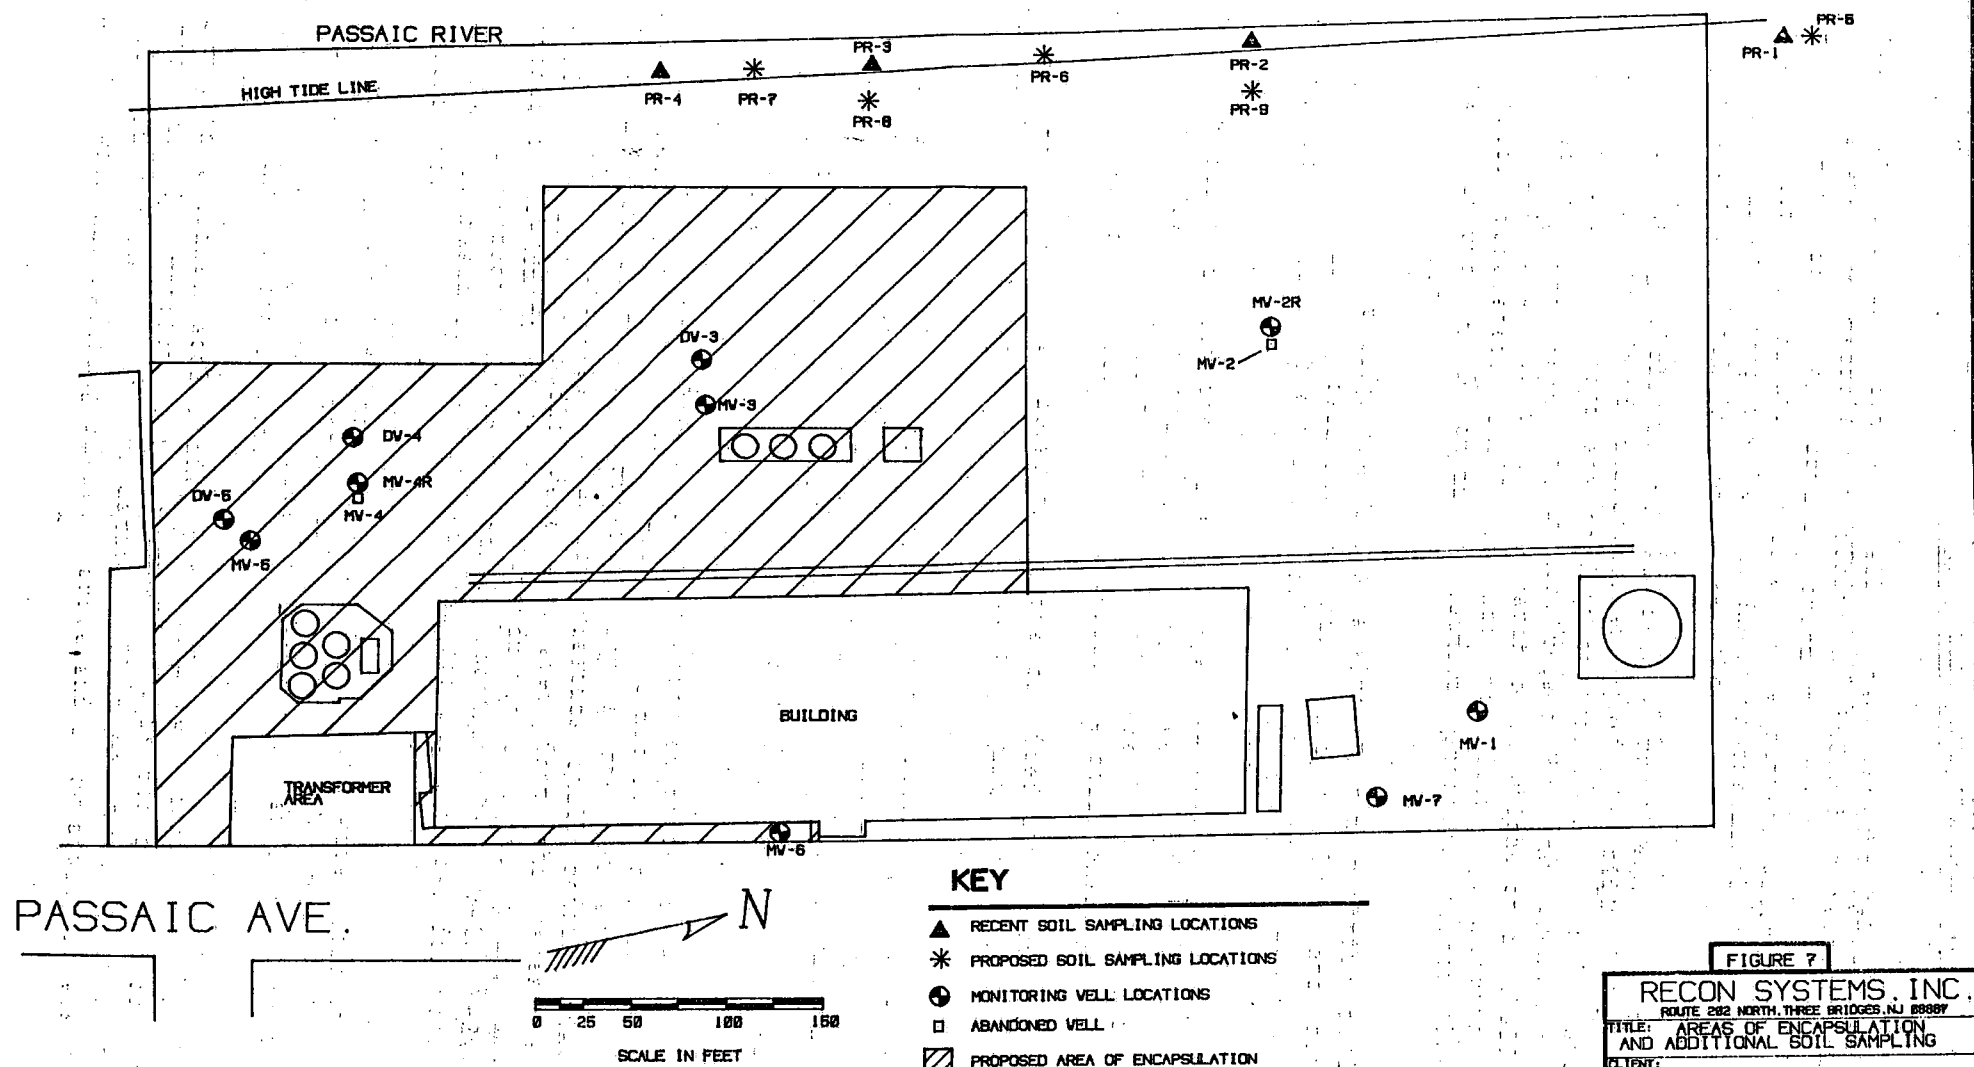 PASSAIC RIVER
HIGH TIDE LINE
PR-4
PR-7
PR-3
PR-8
PR-6
PR-2
PR-9
PR-1
PR-5
MW-2R
MW-2
DW-3
MW-3
DW-4
MW-4R
MW-4
DW-5
MW-5
BUILDING
TRANSFORMER
AREA
MW-6
MW-1
MW-7
PASSAIC AVE.
N
0 25 50 100 150
SCALE IN FEET
KEY
RECENT SOIL SAMPLING LOCATIONS
PROPOSED SOIL SAMPLING LOCATIONS
MONITORING WELL LOCATIONS
ABANDONED WELL
PROPOSED AREA OF ENCAPSULATION
FIGURE 7
RECON SYSTEMS, INC.
ROUTE 202 NORTH, THREE BRIDGES, NJ
TITLE: AREAS OF ENCAPSULATION
AND ADDITIONAL SOIL SAMPLING
CLIENT: